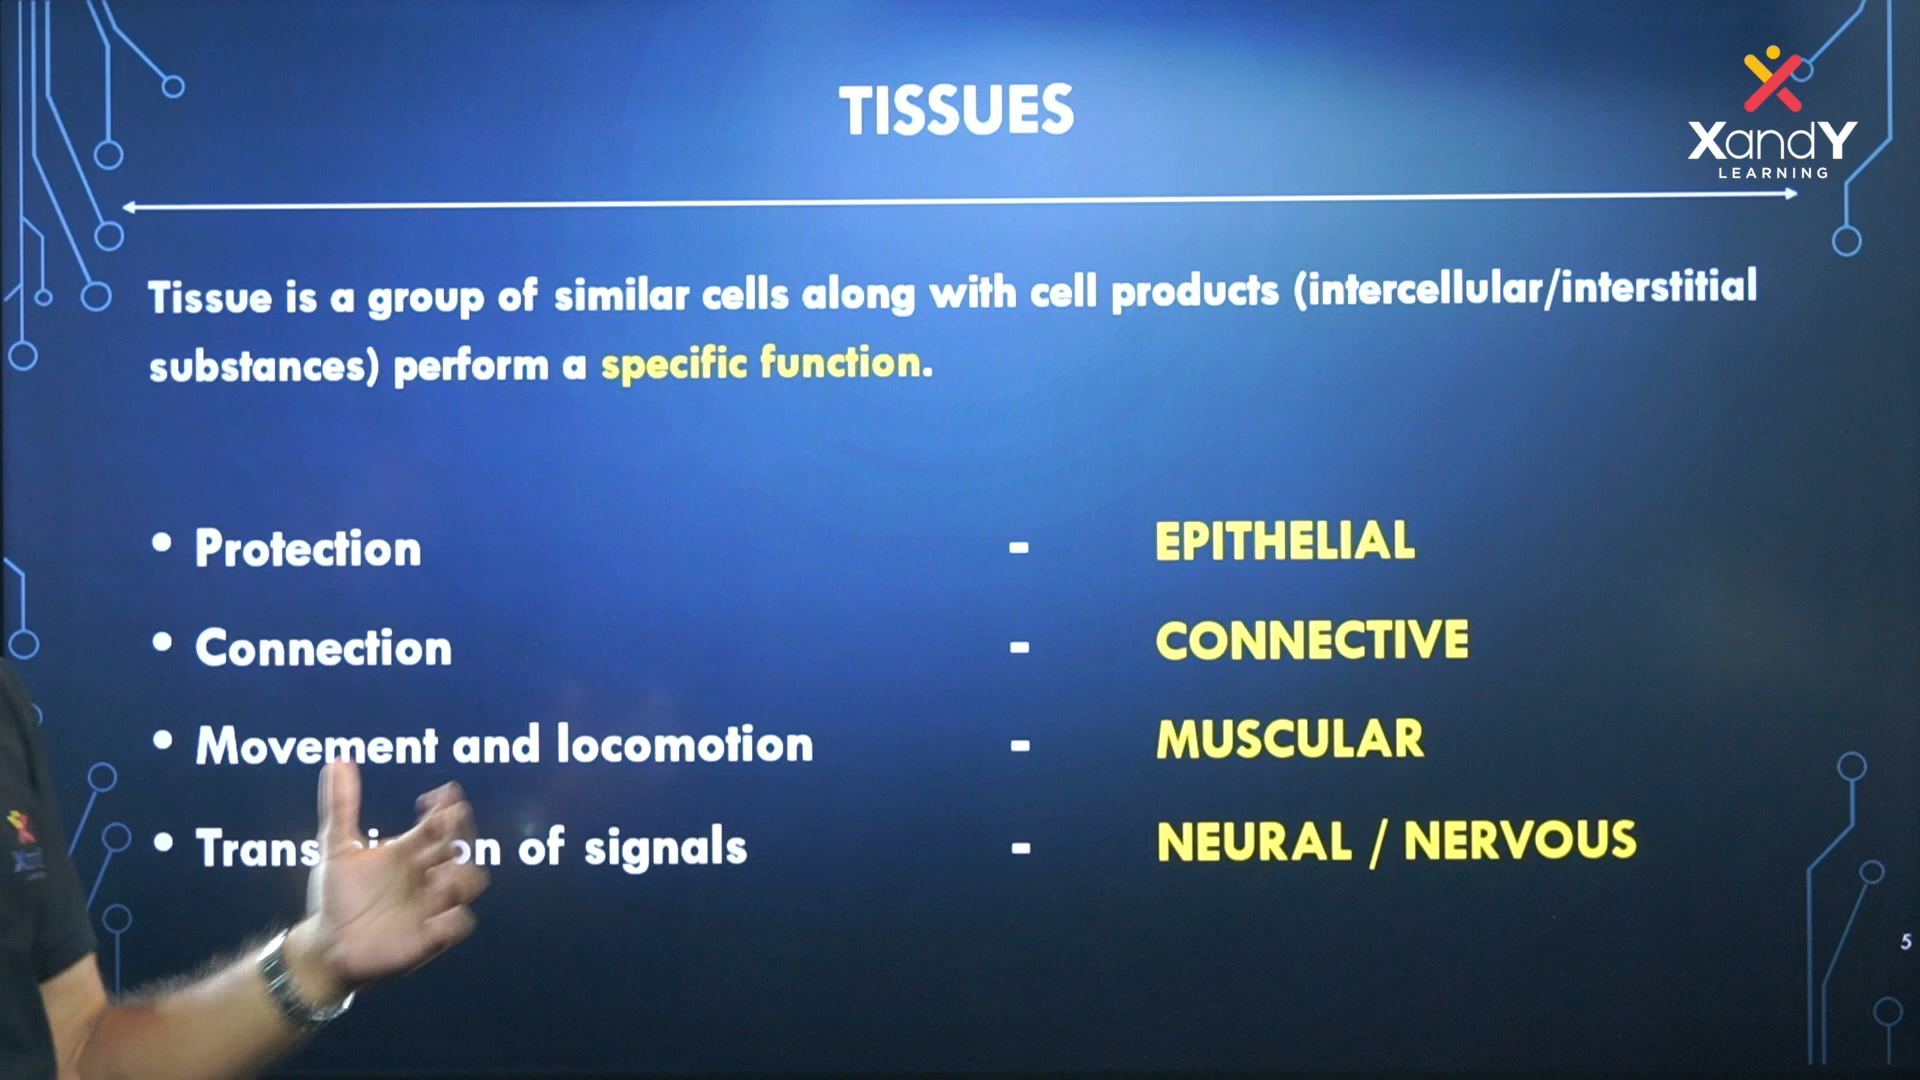 TISSUES
XandY
LEARNING
Tissue is a group of similar cells along with cell products (intercellular/interstitial
substances) perform a specific function.
• Protection - EPITHELIAL
• Connection - CONNECTIVE
• Movement and locomotion - MUSCULAR
• of signals - NEURAL / NERVOUS
5